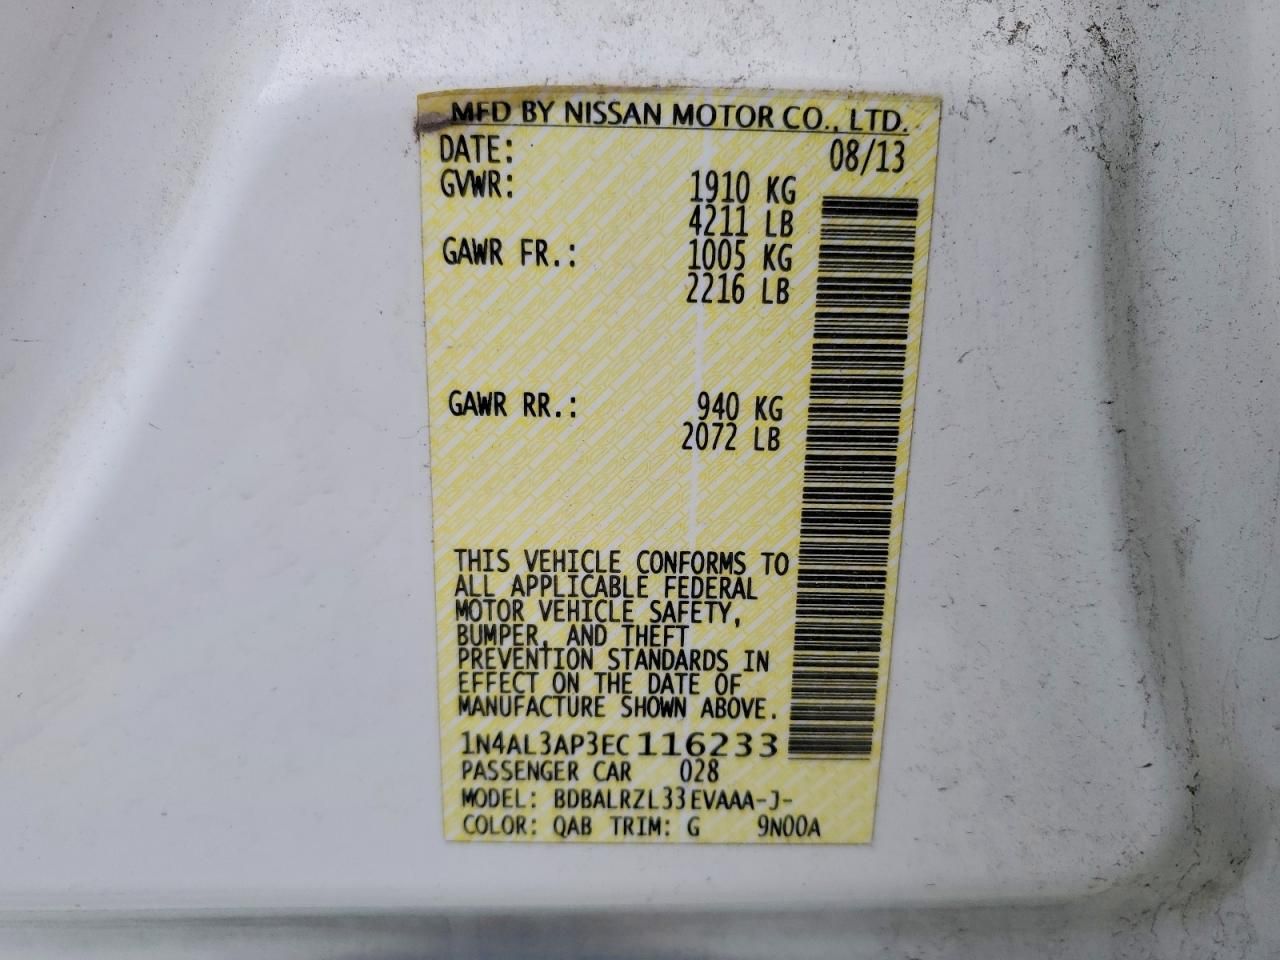 MFD BY NISSAN MOTOR CO., LTD.
DATE: 08/13
GVWR: 1910 KG
4211 LB
GAWR FR.: 1005 KG
2216 LB
GAWR RR.: 940 KG
2072 LB
THIS VEHICLE CONFORMS TO
ALL APPLICABLE FEDERAL
MOTOR VEHICLE SAFETY,
BUMPER, AND THEFT
PREVENTION STANDARDS IN
EFFECT ON THE DATE OF
MANUFACTURE SHOWN ABOVE.
1N4AL3AP3EC116233
PASSENGER CAR 028
MODEL: BDBALRZL33EVAAA-J-
COLOR: QAB TRIM: G 9N00A